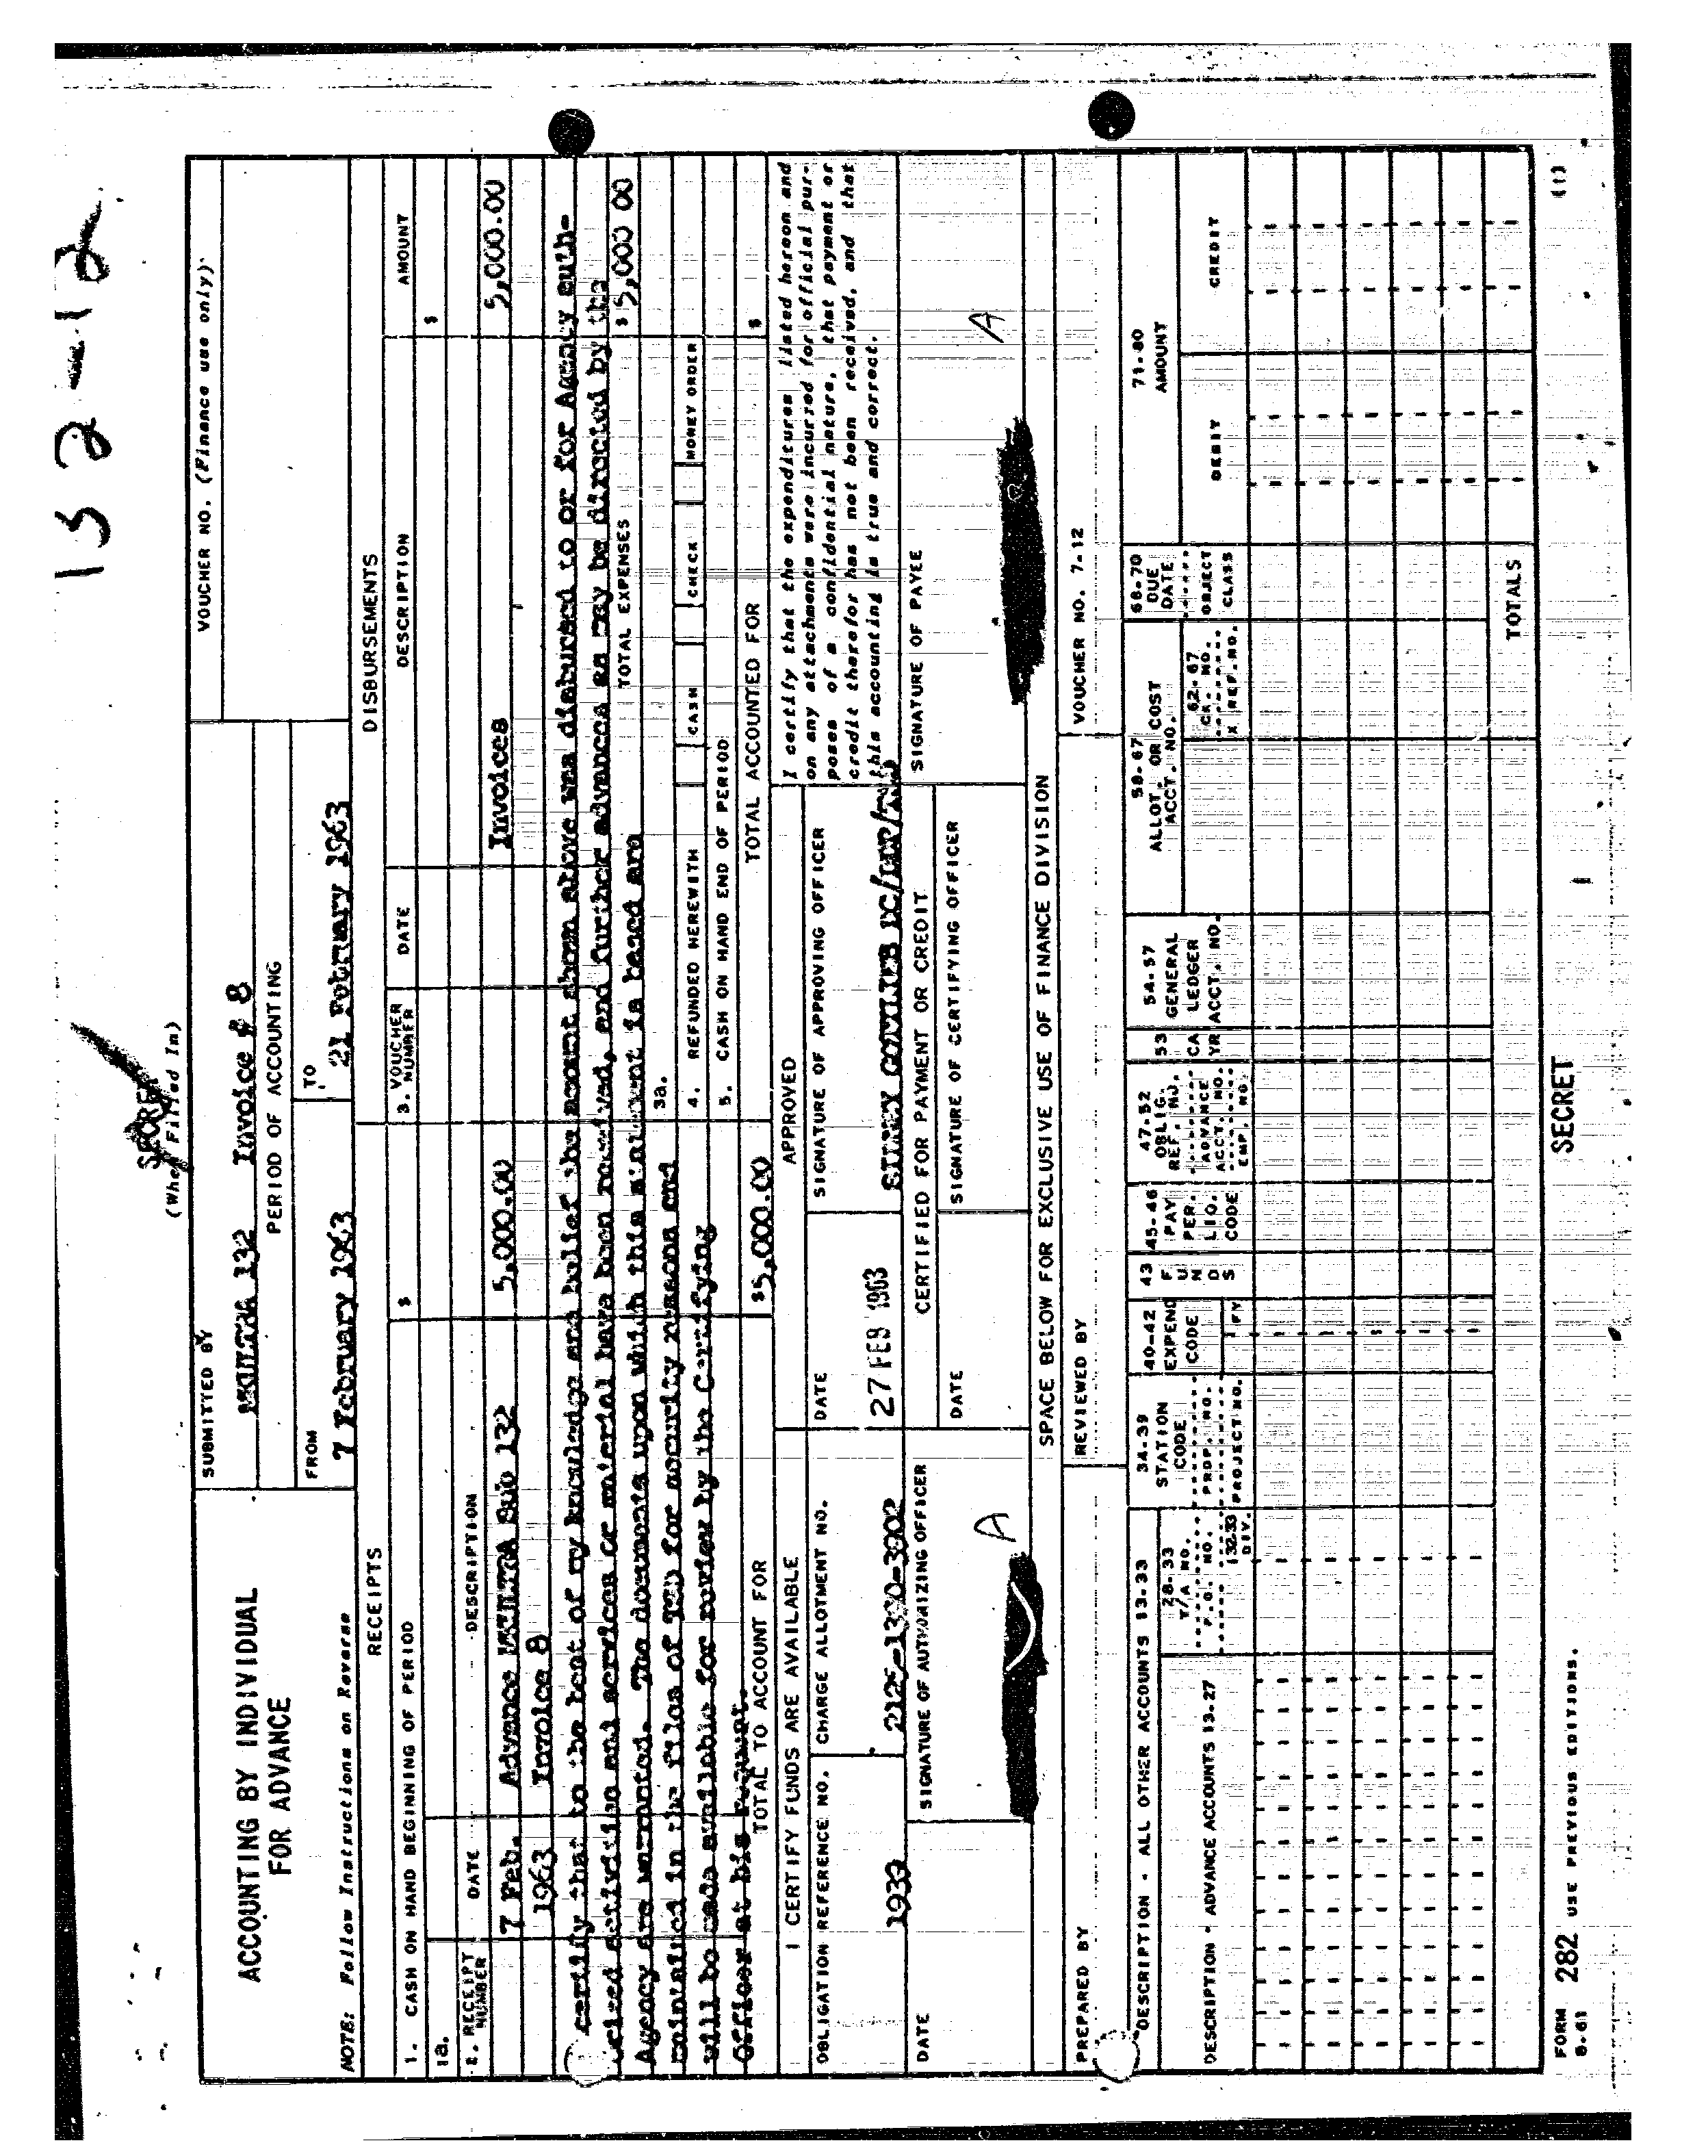 132-12
SECRET
(When Filled In)
ACCOUNTING BY INDIVIDUAL
FOR ADVANCE
NOTE: Follow Instructions on Reverse
SUBMITTED BY
MKULTRA 132 Invoice # 8
PERIOD OF ACCOUNTING
FROM
7 February 1963
TO
21 February 1963
VOUCHER NO. (Finance use only)
RECEIPTS
DISBURSEMENTS
1. CASH ON HAND BEGINNING OF PERIOD
$
1a.
2. RECEIPT NUMBER
DATE
DESCRIPTION
7 Feb. 1963
Advance MKULTRA Sub 132
Invoice 8
5,000.00
3. VOUCHER NUMBER
DATE
DESCRIPTION
AMOUNT
$
Invoices
5,000.00
certify that to the best of my knowledge and belief the amount shown above was disbursed to or for Agency auth-
orized activities and services or material have been received, and further advances as may be directed by the
Agency are warranted. The documents upon which this statement is based are
maintained in the files of TSD for security reasons and
will be made available for review by the Certifying
Officer at his request.
TOTAL EXPENSES
$ 5,000 00
3a.
4. REFUNDED HEREWITH
CASH
CHECK
MONEY ORDER
5. CASH ON HAND END OF PERIOD
TOTAL TO ACCOUNT FOR
$5,000.00
TOTAL ACCOUNTED FOR
$
I CERTIFY FUNDS ARE AVAILABLE
APPROVED
I certify that the expenditures listed hereon and
on any attachments were incurred for official pur-
poses of a confidential nature, that payment or
credit therefor has not been received, and that
this accounting is true and correct.
OBLIGATION REFERENCE NO.
1933
CHARGE ALLOTMENT NO.
2125-1390-3902
DATE
27 FEB 1963
SIGNATURE OF APPROVING OFFICER
SIDNEY GOTTLIEB DC/
CERTIFIED FOR PAYMENT OR CREDIT
DATE
SIGNATURE OF AUTHORIZING OFFICER
A
DATE
SIGNATURE OF CERTIFYING OFFICER
SIGNATURE OF PAYEE
A
SPACE BELOW FOR EXCLUSIVE USE OF FINANCE DIVISION
PREPARED BY
REVIEWED BY
VOUCHER NO. 7-12
DESCRIPTION - ALL OTHER ACCOUNTS 13-33
DESCRIPTION - ADVANCE ACCOUNTS 13-27
28-33
T/A NO.
P.O. NO.
32-33
DIV.
34-39
STATION
CODE
PROP. NO.
PROJECT NO.
40-42
EXPEND
CODE
FY
43
FUNDS
45-46
PAY
PER.
LIQ.
CODE
47-52
OBLIG.
REF. NO.
ADVANCE
ACCT. NO.
EMP. NO.
53
CA
YR
54-57
GENERAL
LEDGER
ACCT. NO.
58-67
ALLOT. OR COST
ACCT. NO.
62-67
CK. NO.
X REF. NO.
68-70
DUE
DATE
OBJECT
CLASS
71-80
AMOUNT
DEBIT
CREDIT
TOTALS
FORM
8-61
282
USE PREVIOUS EDITIONS.
SECRET